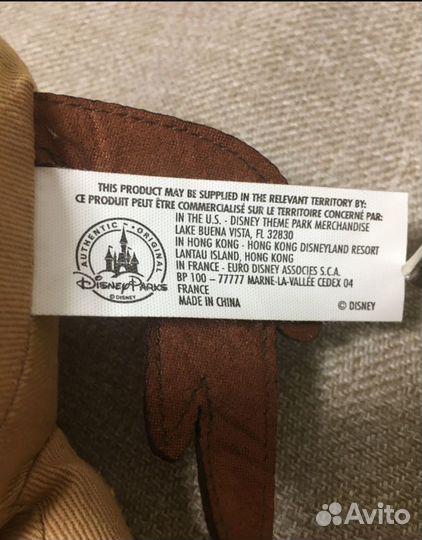 THIS PRODUCT MAY BE SUPPLIED IN THE RELEVANT TERRITORY BY:
CE PRODUIT PEUT ÊTRE COMMERCIALISÉ SUR LE TERRITOIRE CONCERNÉ PAR:
IN THE U.S. - DISNEY THEME PARK MERCHANDISE
LAKE BUENA VISTA, FL 32830
IN HONG KONG - HONG KONG DISNEYLAND RESORT
LANTAU ISLAND, HONG KONG
IN FRANCE - EURO DISNEY ASSOCIES S.C.A.
BP 100 – 77777 MARNE-LA-VALLÉE CEDEX 04
FRANCE
MADE IN CHINA
© DISNEY
AUTHENTIC • ORIGINAL
DISNEY PARKS
© DISNEY
Avito